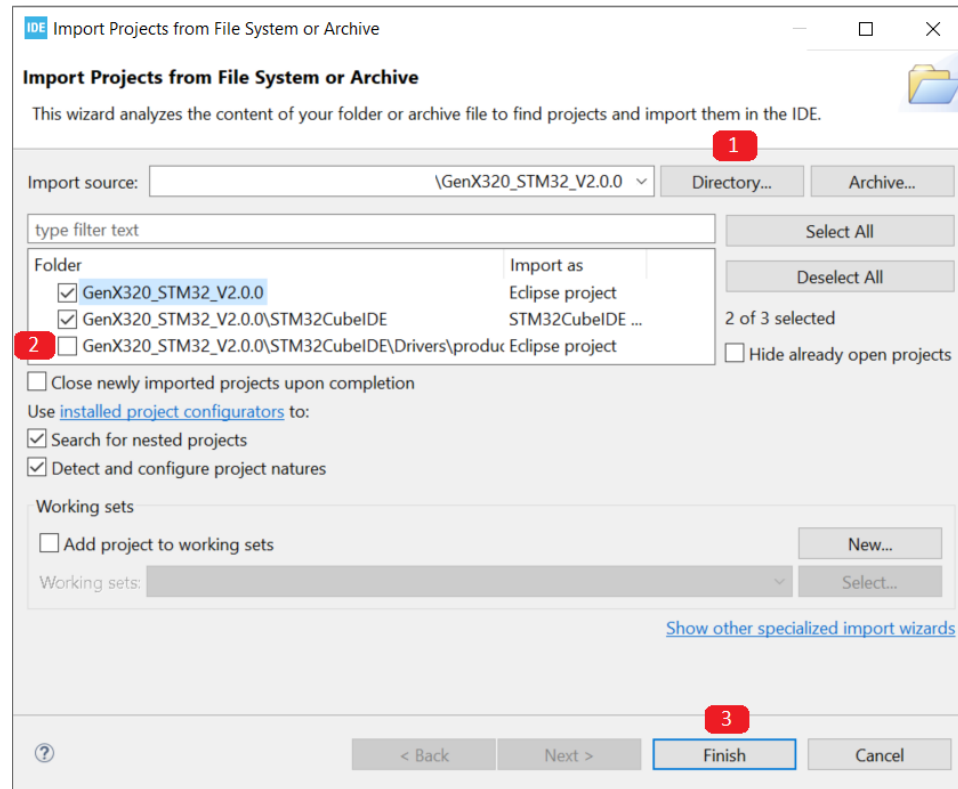 IDE Import Projects from File System or Archive
Import Projects from File System or Archive
This wizard analyzes the content of your folder or archive file to find projects and import them in the IDE.
1
Import source: \GenX320_STM32_V2.0.0 Directory... Archive...
type filter text Select All
Folder Import as
Deselect All
GenX320_STM32_V2.0.0 Eclipse project
GenX320_STM32_V2.0.0\STM32CubeIDE STM32CubeIDE ... 2 of 3 selected
2 GenX320_STM32_V2.0.0\STM32CubeIDE\Drivers\produc Eclipse project Hide already open projects
Close newly imported projects upon completion
Use installed project configurators to:
Search for nested projects
Detect and configure project natures
Working sets
Add project to working sets New...
Working sets: Select...
Show other specialized import wizards
3
? < Back Next > Finish Cancel